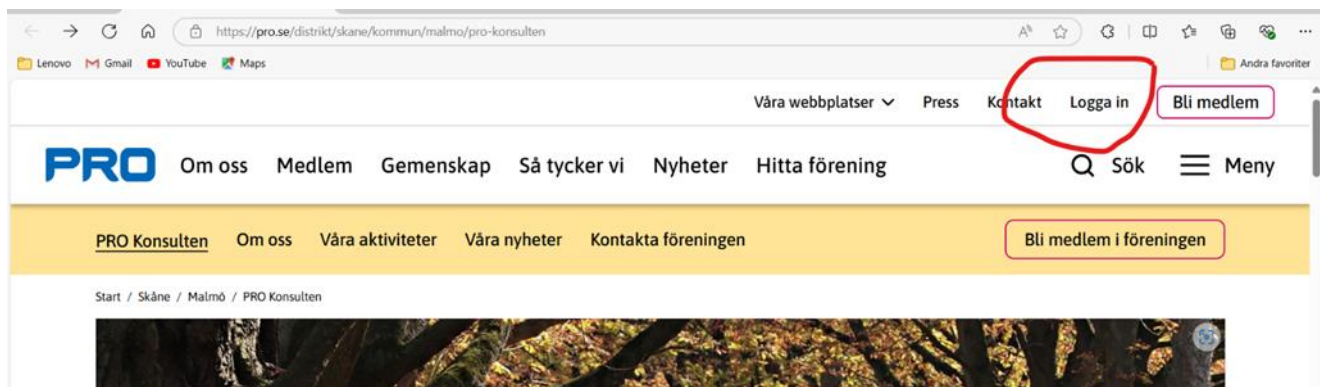 https://pro.se/distrikt/skane/kommun/malmo/pro-konsulten
Lenovo Gmail YouTube Maps Andra favoriter
Våra webbplatser Press Kontakt Logga in Bli medlem
PRO Om oss Medlem Gemenskap Så tycker vi Nyheter Hitta förening Sök Meny
PRO Konsulten Om oss Våra aktiviteter Våra nyheter Kontakta föreningen Bli medlem i föreningen
Start / Skåne / Malmö / PRO Konsulten